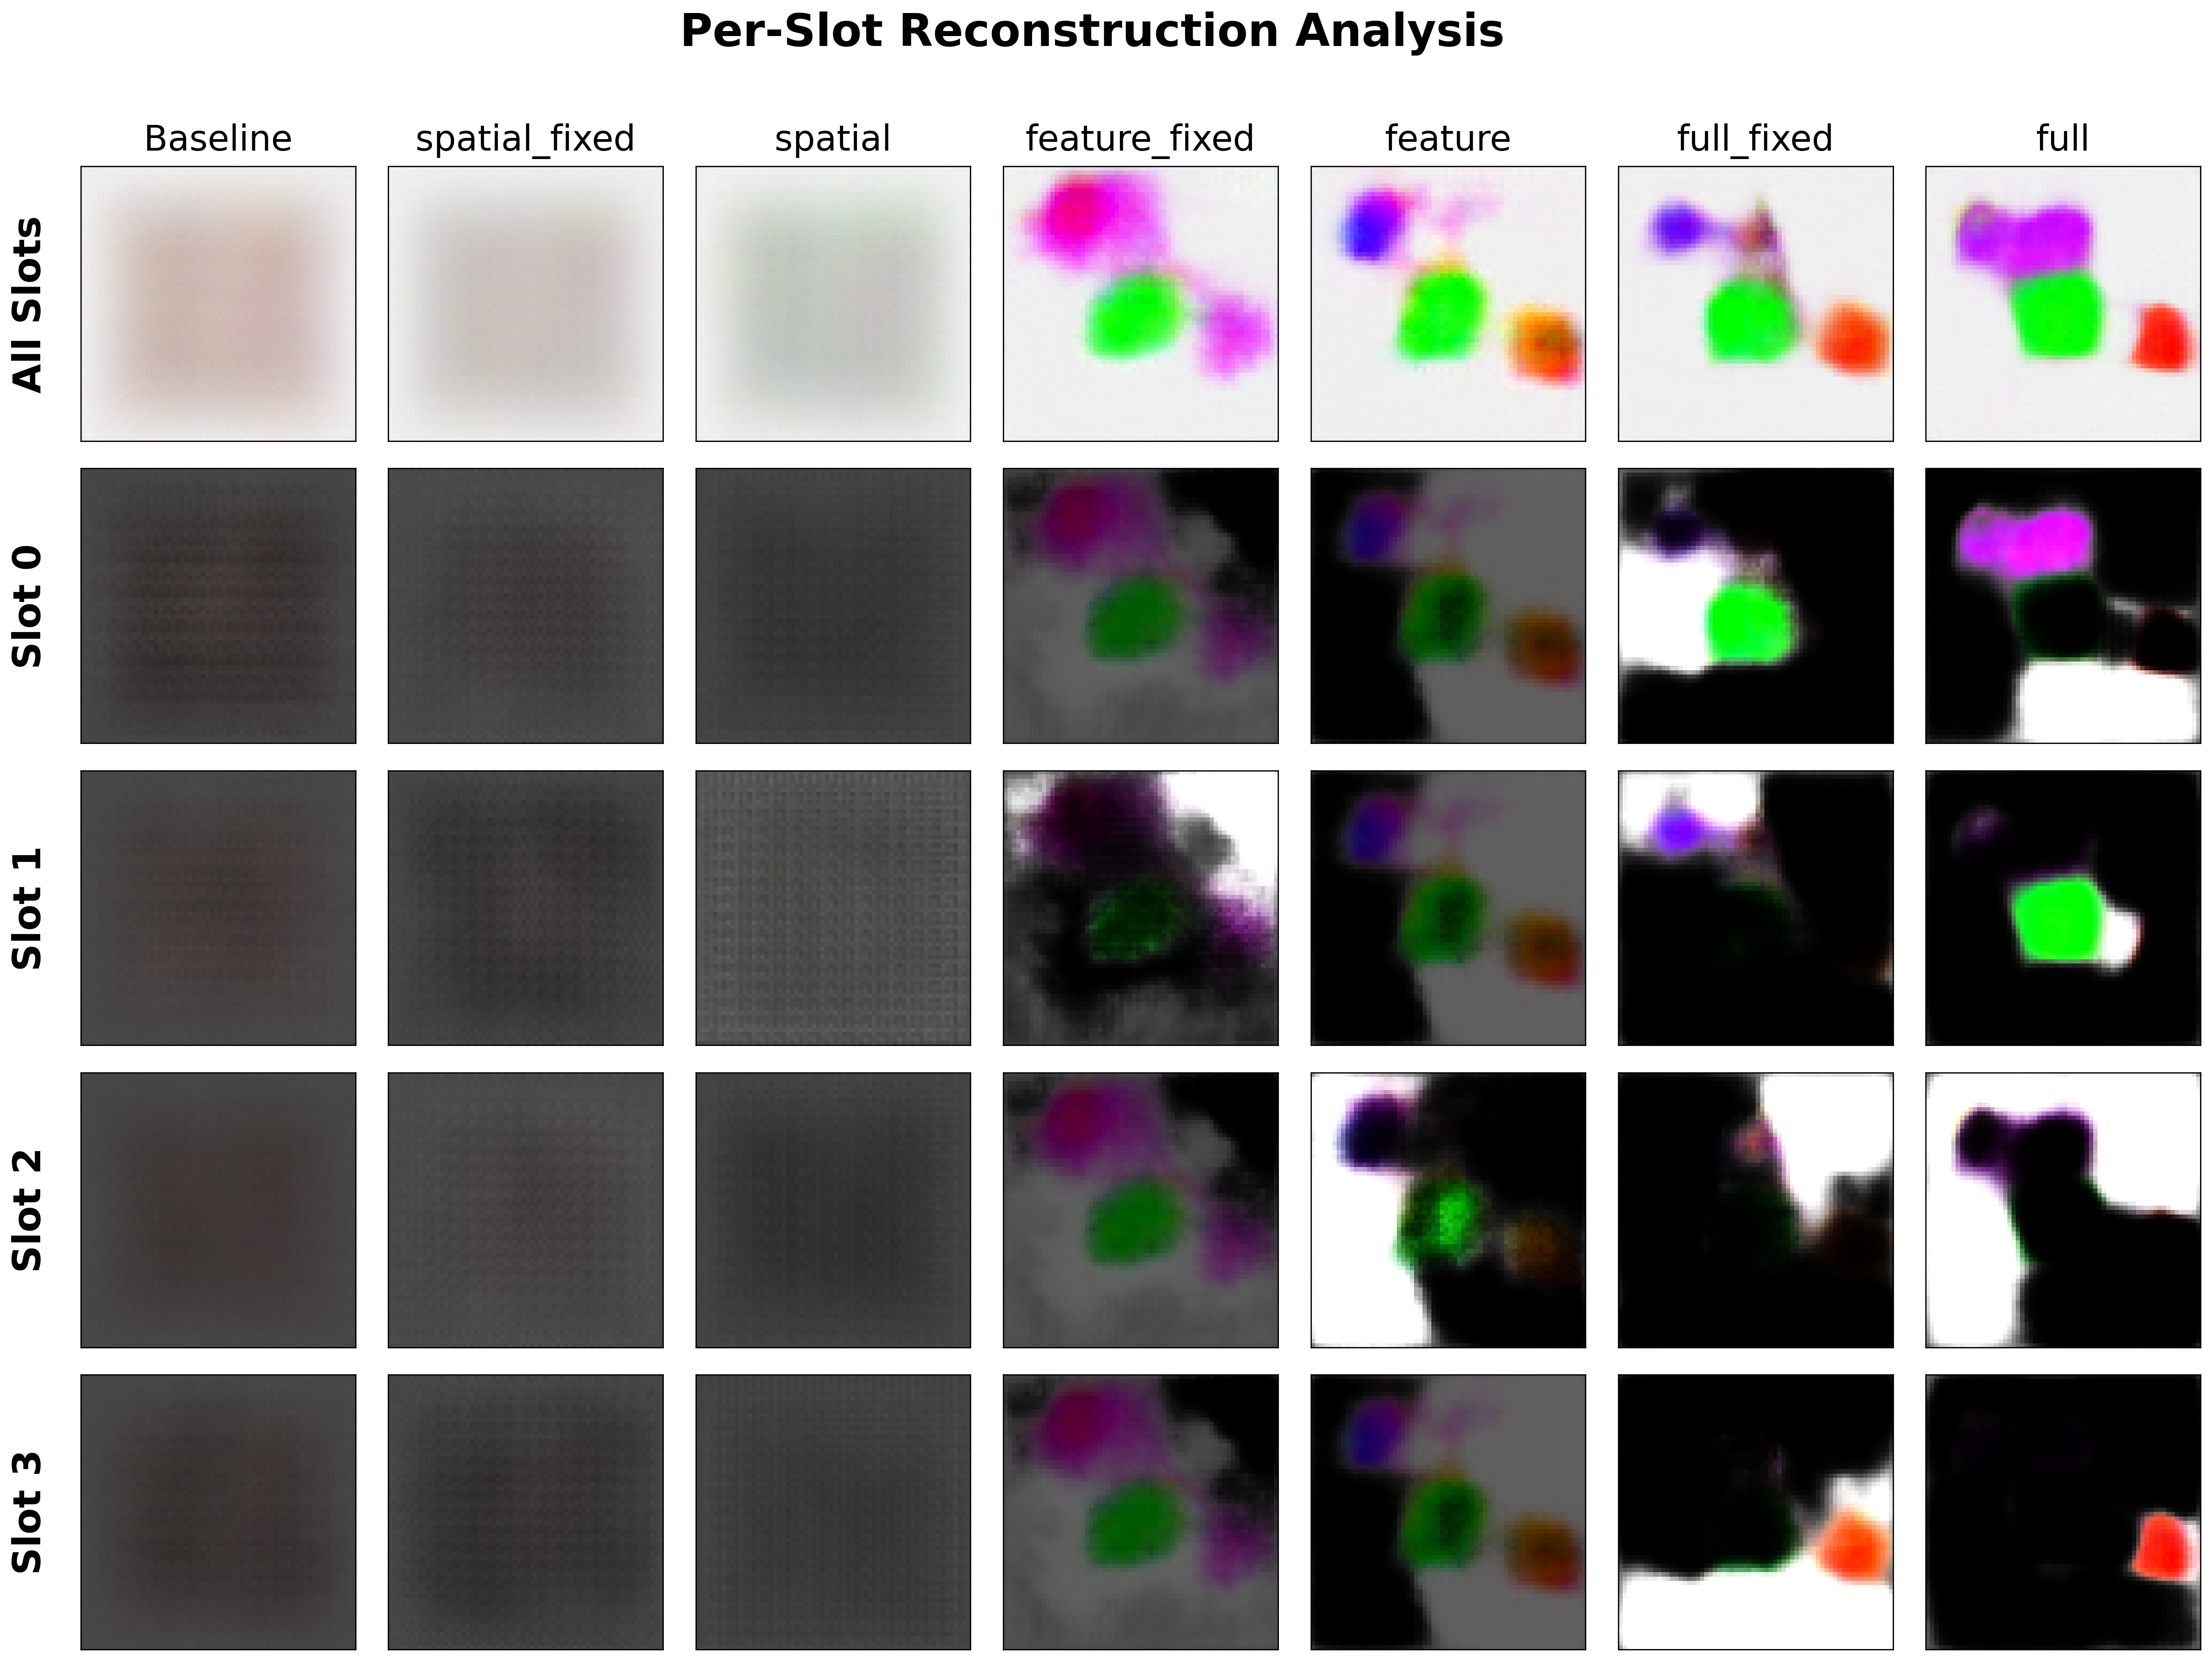 Per-Slot Reconstruction Analysis
Baseline spatial_fixed spatial feature_fixed feature full_fixed full
All Slots
Slot 0
Slot 1
Slot 2
Slot 3